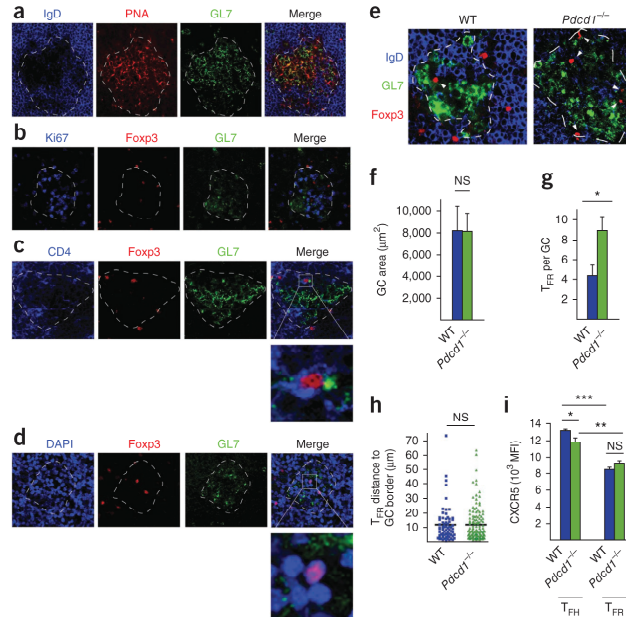 a
IgD PNA GL7 Merge
b
Ki67 Foxp3 GL7 Merge
c
CD4 Foxp3 GL7 Merge
d
DAPI Foxp3 GL7 Merge
e
WT Pdcd1–/–
IgD
GL7
Foxp3
f
NS
GC area (μm2)
8,000
6,000
4,000
2,000
WT
Pdcd1–/–
g
*
TFR per GC
10
8
6
4
2
WT
Pdcd1–/–
h
NS
TFR distance to
GC border (μm)
70
60
50
40
30
20
10
WT
Pdcd1–/–
i
***
* **
NS
CXCR5 (103 MFI)
14
12
10
8
6
4
2
WT
Pdcd1–/–
WT
Pdcd1–/–
TFH TFR